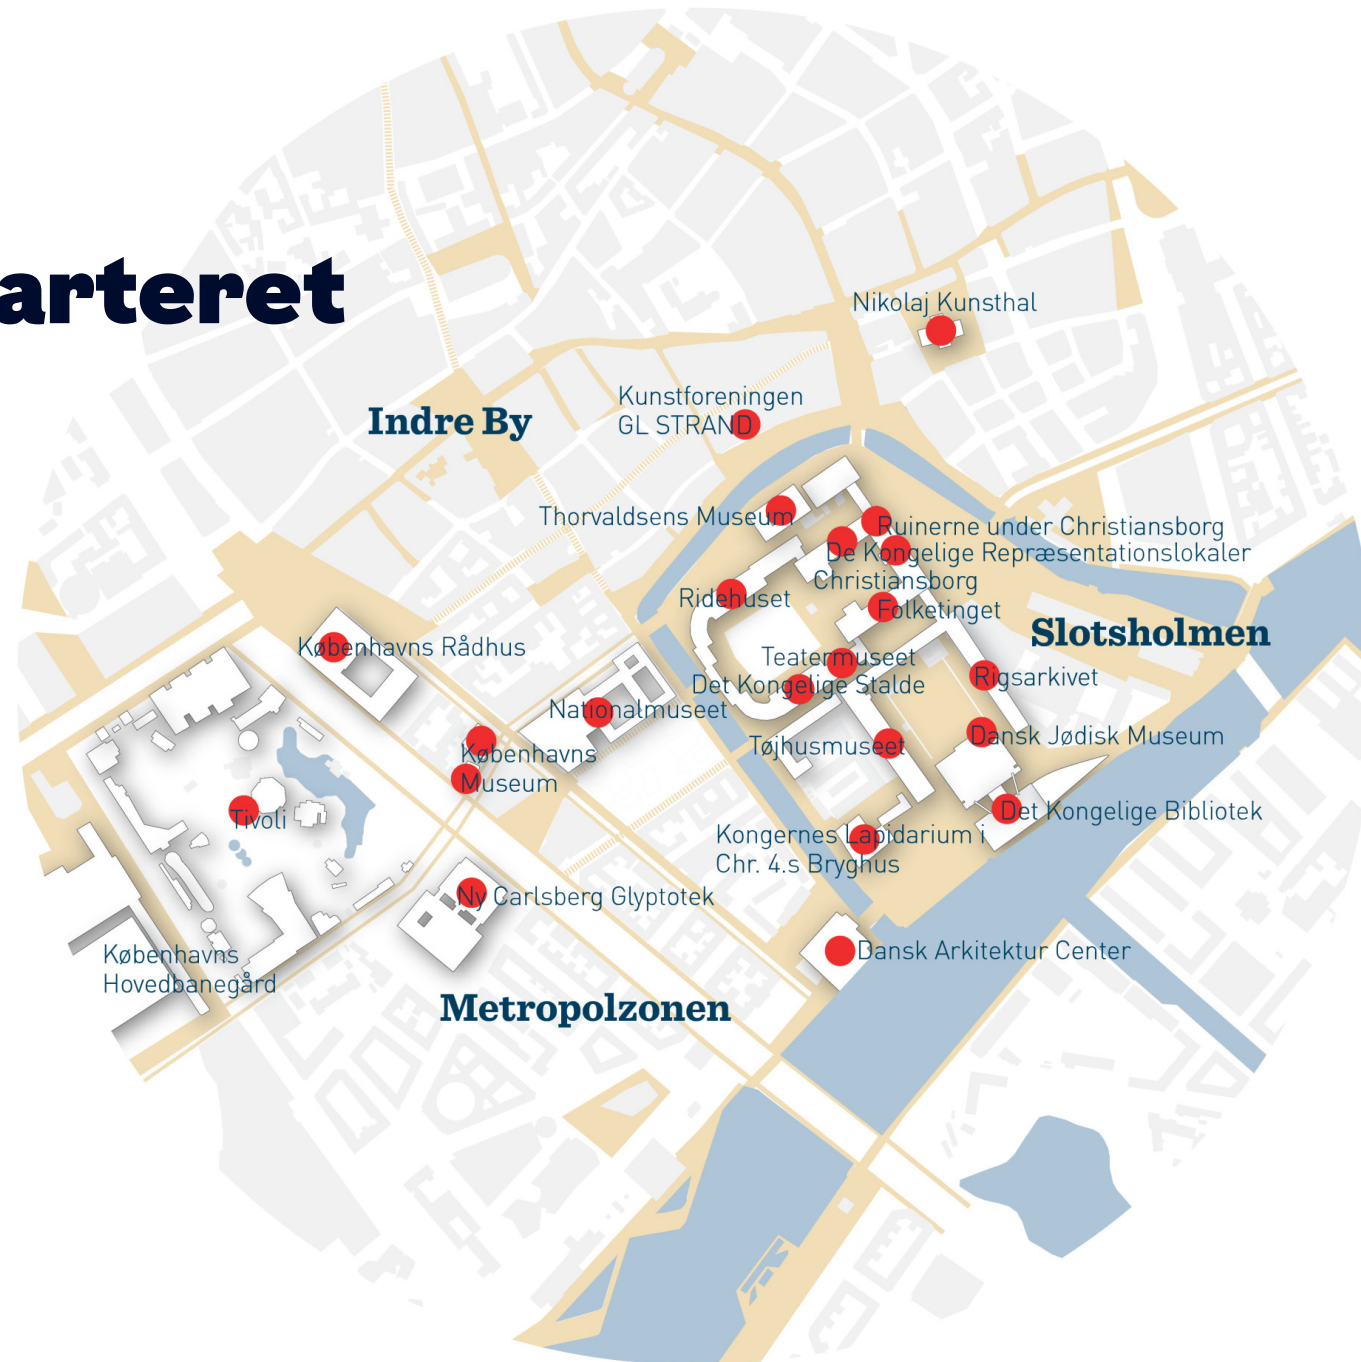 arteret
Nikolaj Kunsthal
Kunstforeningen
GL STRAND
Indre By
Thorvaldsens Museum
Ruinerne under Christiansborg
De Kongelige Repræsentationslokaler
Christiansborg
Ridehuset
Folketinget
Slotsholmen
Københavns Rådhus
Teatermuseet
Det Kongelige Stalde
Rigsarkivet
Nationalmuseet
Tøjhusmuseet
Dansk Jødisk Museum
Københavns
Museum
Tivoli
Det Kongelige Bibliotek
Kongernes Lapidarium i
Chr. 4.s Bryghus
Ny Carlsberg Glyptotek
Dansk Arkitektur Center
Københavns
Hovedbanegård
Metropolzonen